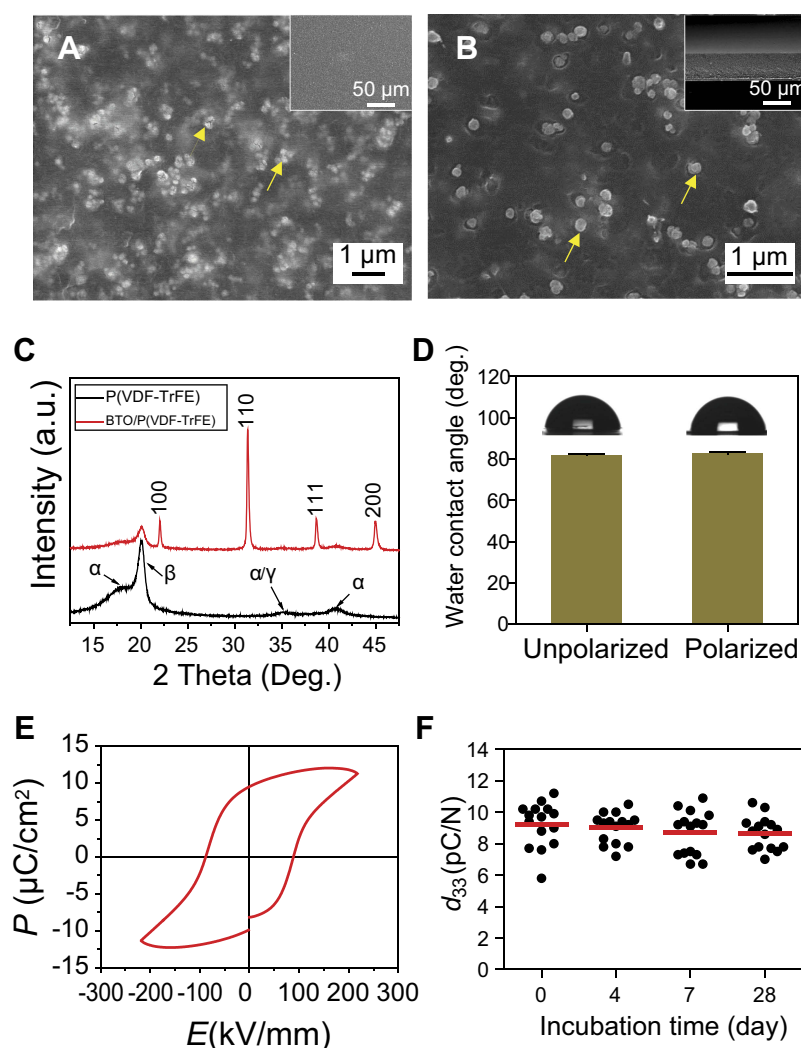 A
50 µm
1 µm
B
50 µm
1 µm
C
Intensity (a.u.)
P(VDF-TrFE)
BTO/P(VDF-TrFE)
100
110
111
200
α
β
α/γ
α
15 20 25 30 35 40 45
2 Theta (Deg.)
D
Water contact angle (deg.)
120
100
80
60
40
20
0
Unpolarized Polarized
E
P (µC/cm²)
15
10
5
0
-5
-10
-15
-300 -200 -100 0 100 200 300
E(kV/mm)
F
d₃₃(pC/N)
14
12
10
8
6
4
2
0
0 4 7 28
Incubation time (day)